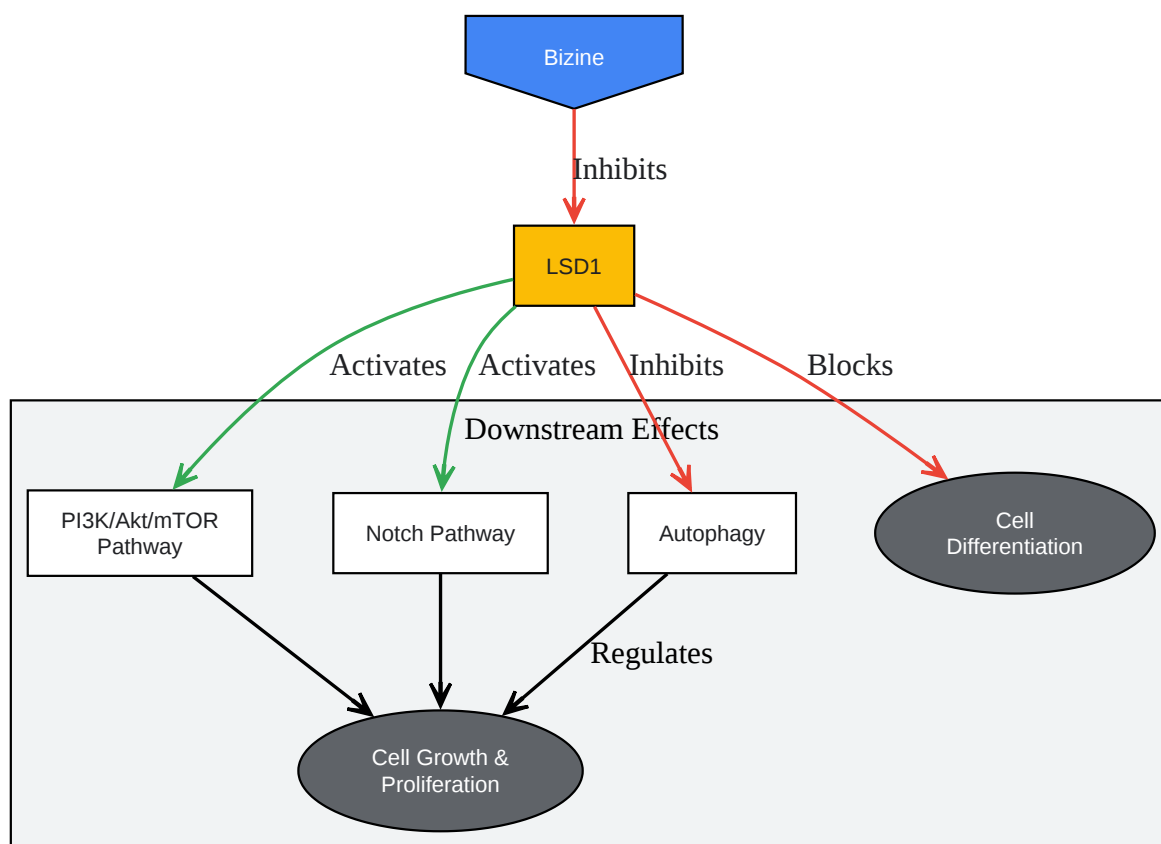 Bizine
Inhibits
LSD1
Activates
Activates
Inhibits
Blocks
Downstream Effects
PI3K/Akt/mTOR
Pathway
Notch Pathway
Autophagy
Cell
Differentiation
Regulates
Cell Growth &
Proliferation